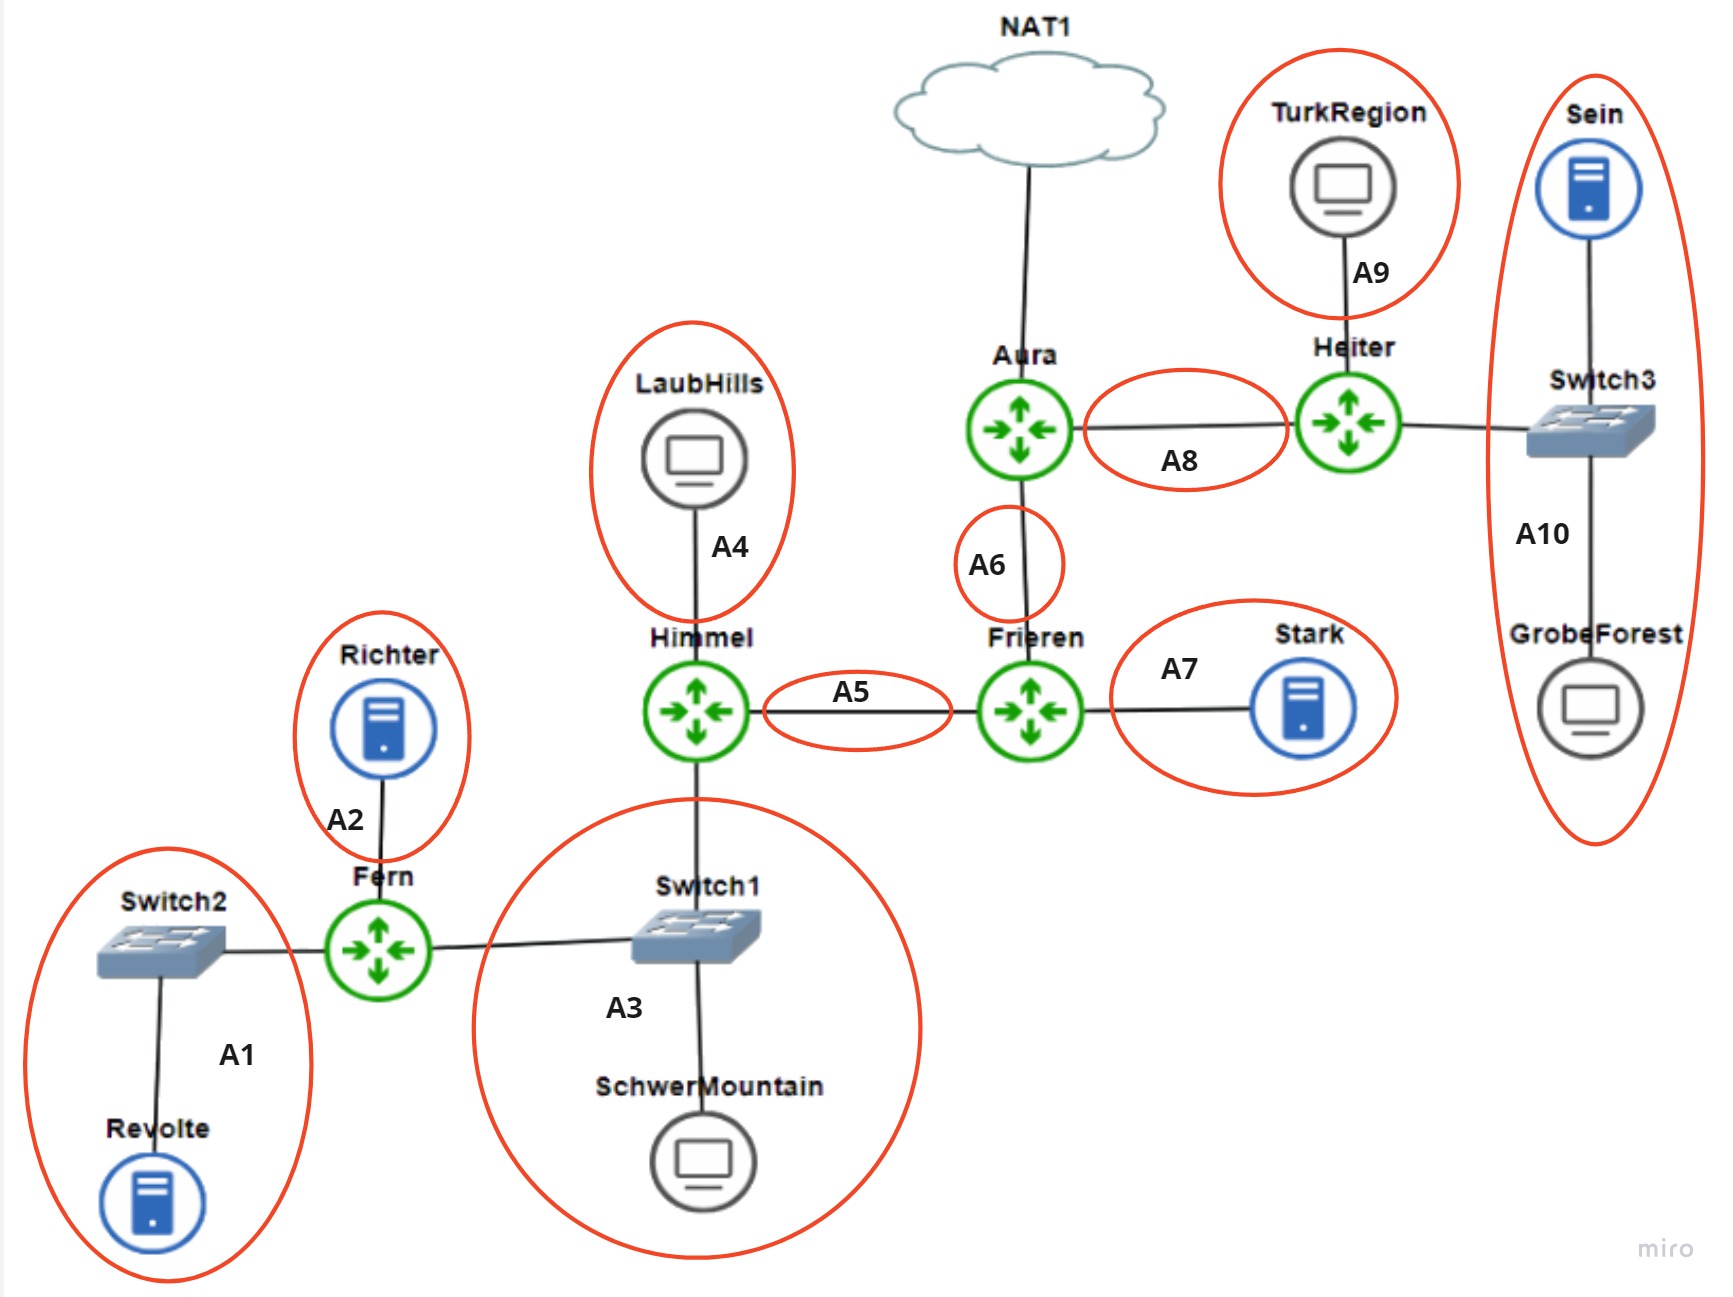 NAT1
TurkRegion
Sein
A9
Aura
Heiter
LaubHills
Switch3
A8
A10
A4
A6
Himmel
Frieren
Stark
GrobeForest
Richter
A5
A7
A2
Fern
Switch2
Switch1
A3
A1
SchwerMountain
Revolte
miro